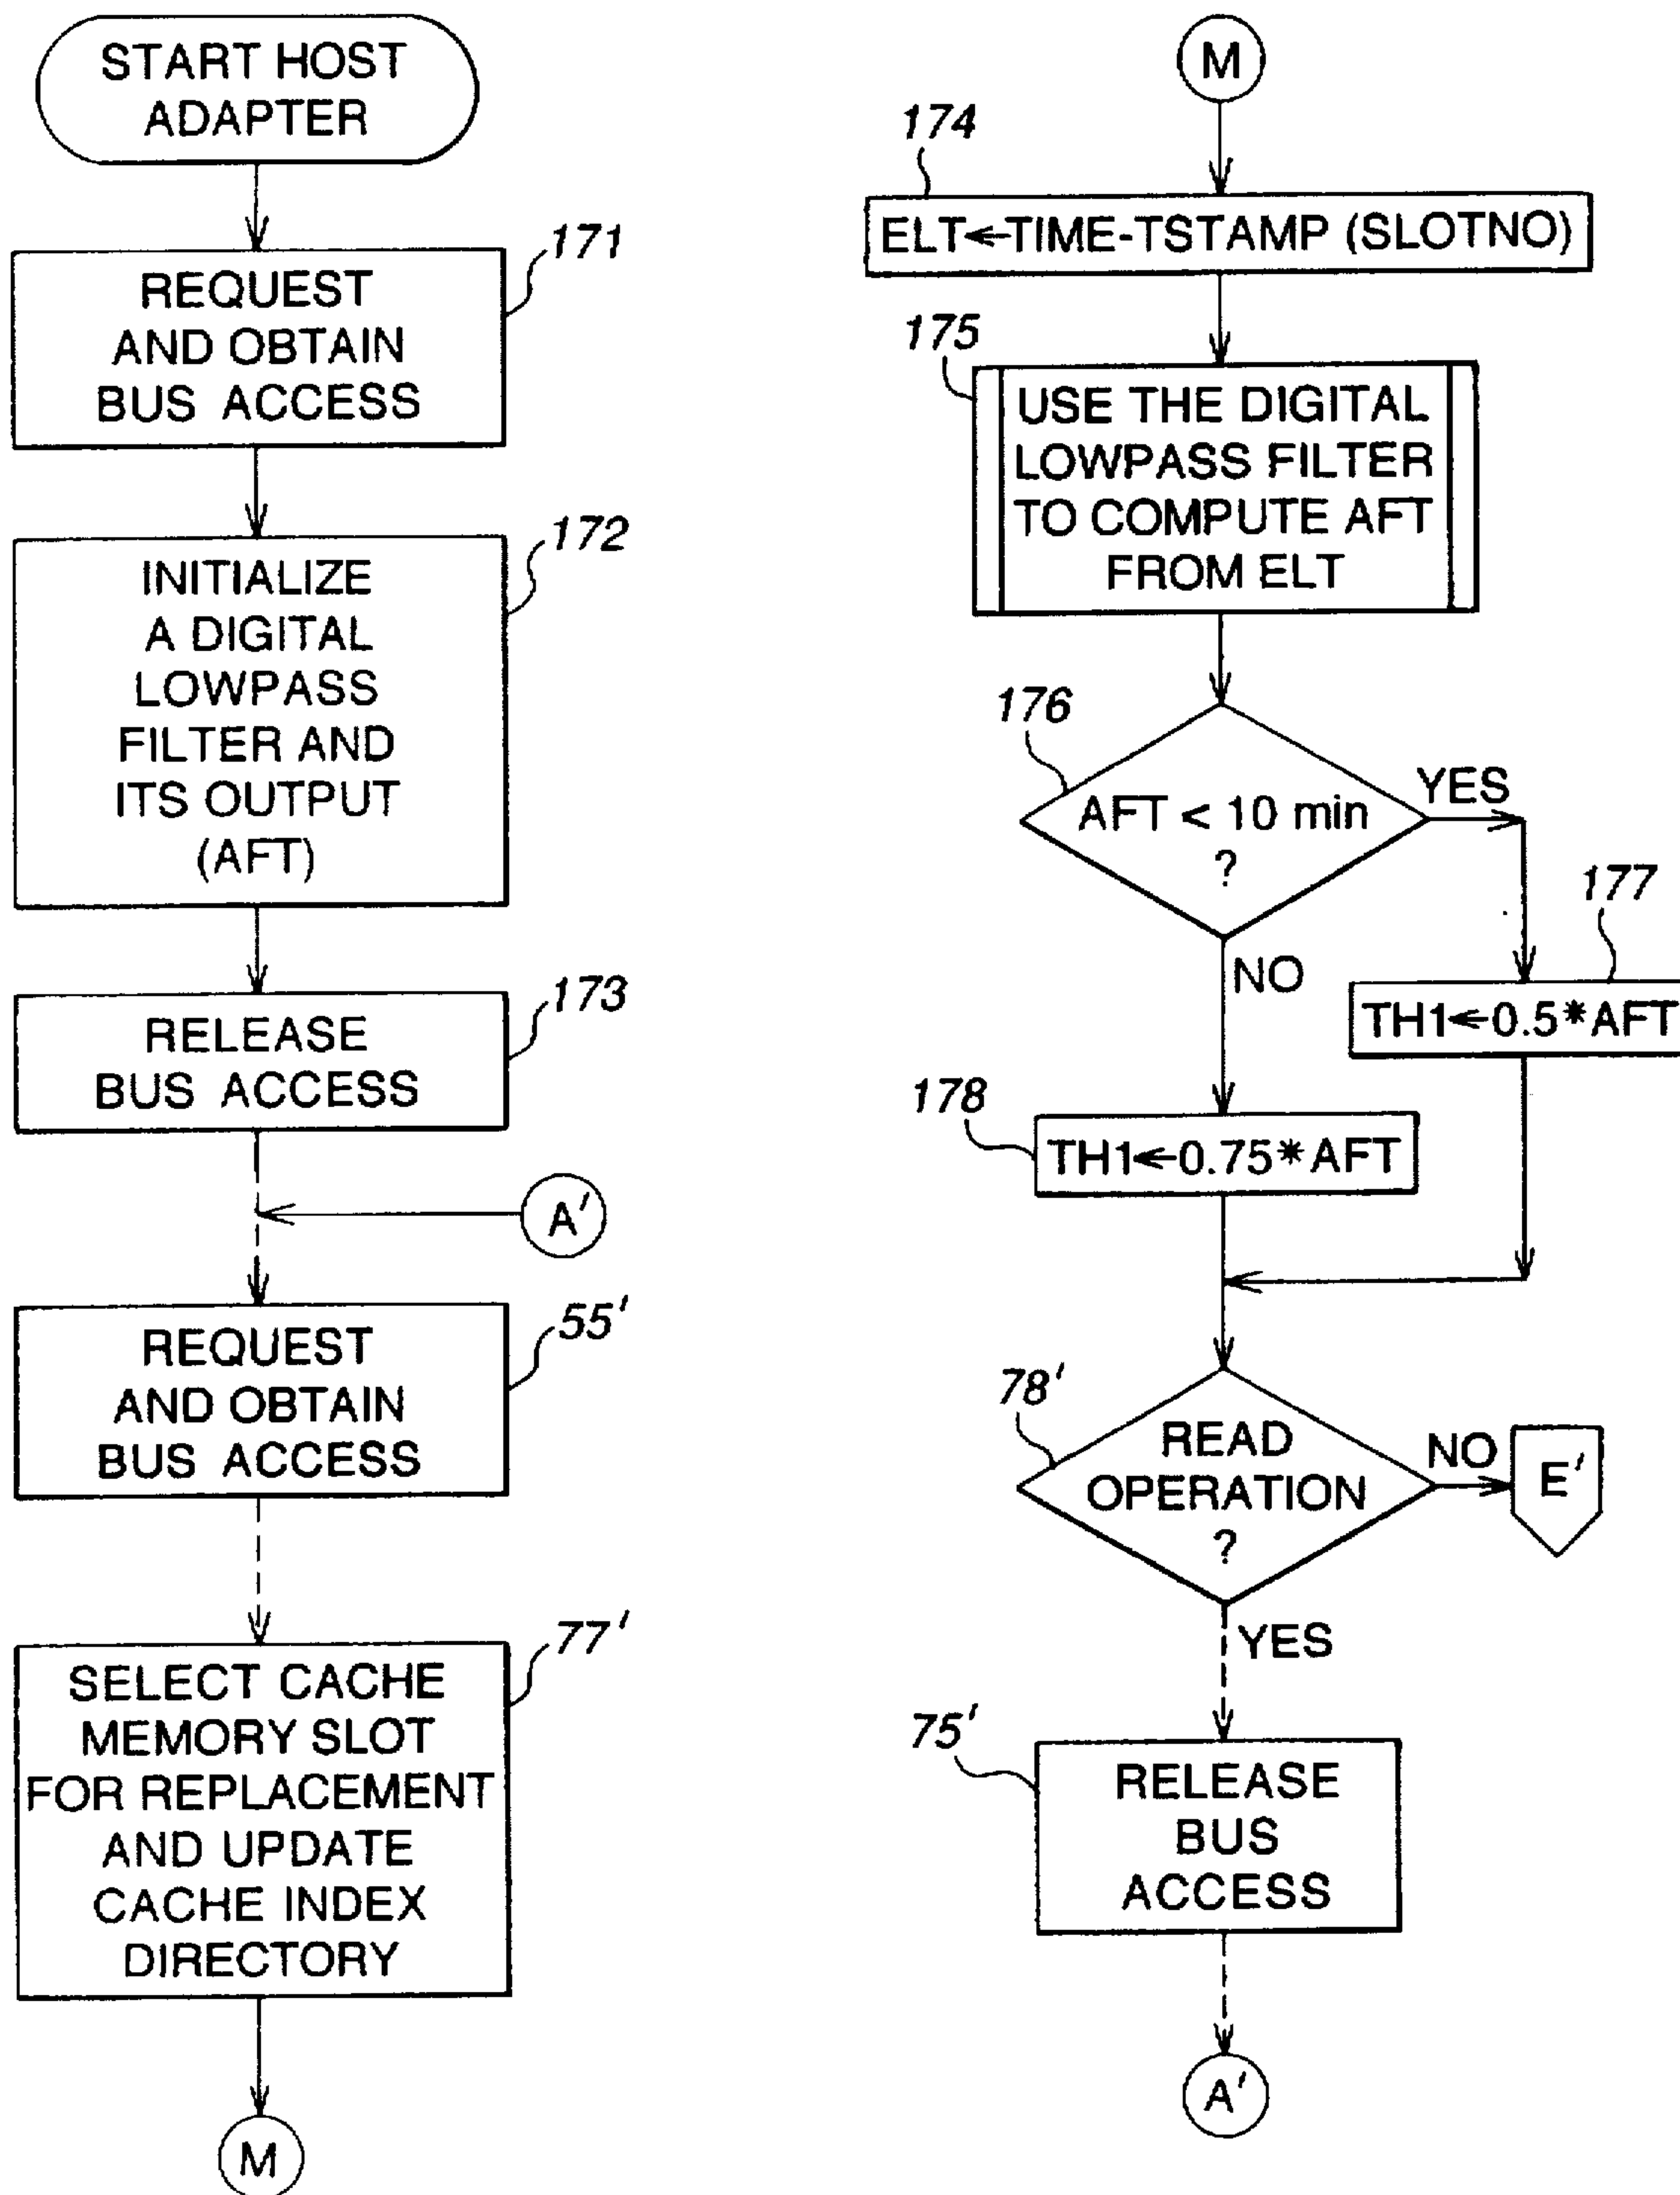 START HOST
ADAPTER
171
REQUEST
AND OBTAIN
BUS ACCESS
172
INITIALIZE
A DIGITAL
LOWPASS
FILTER AND
ITS OUTPUT
(AFT)
173
RELEASE
BUS ACCESS
A'
55'
REQUEST
AND OBTAIN
BUS ACCESS
77'
SELECT CACHE
MEMORY SLOT
FOR REPLACEMENT
AND UPDATE
CACHE INDEX
DIRECTORY
M
M
174
ELT←TIME-TSTAMP (SLOTNO)
175
USE THE DIGITAL
LOWPASS FILTER
TO COMPUTE AFT
FROM ELT
176
AFT < 10 min
?
YES
177
NO
TH1←0.5*AFT
178
TH1←0.75*AFT
78'
READ
OPERATION
?
NO
E'
YES
75'
RELEASE
BUS
ACCESS
A'